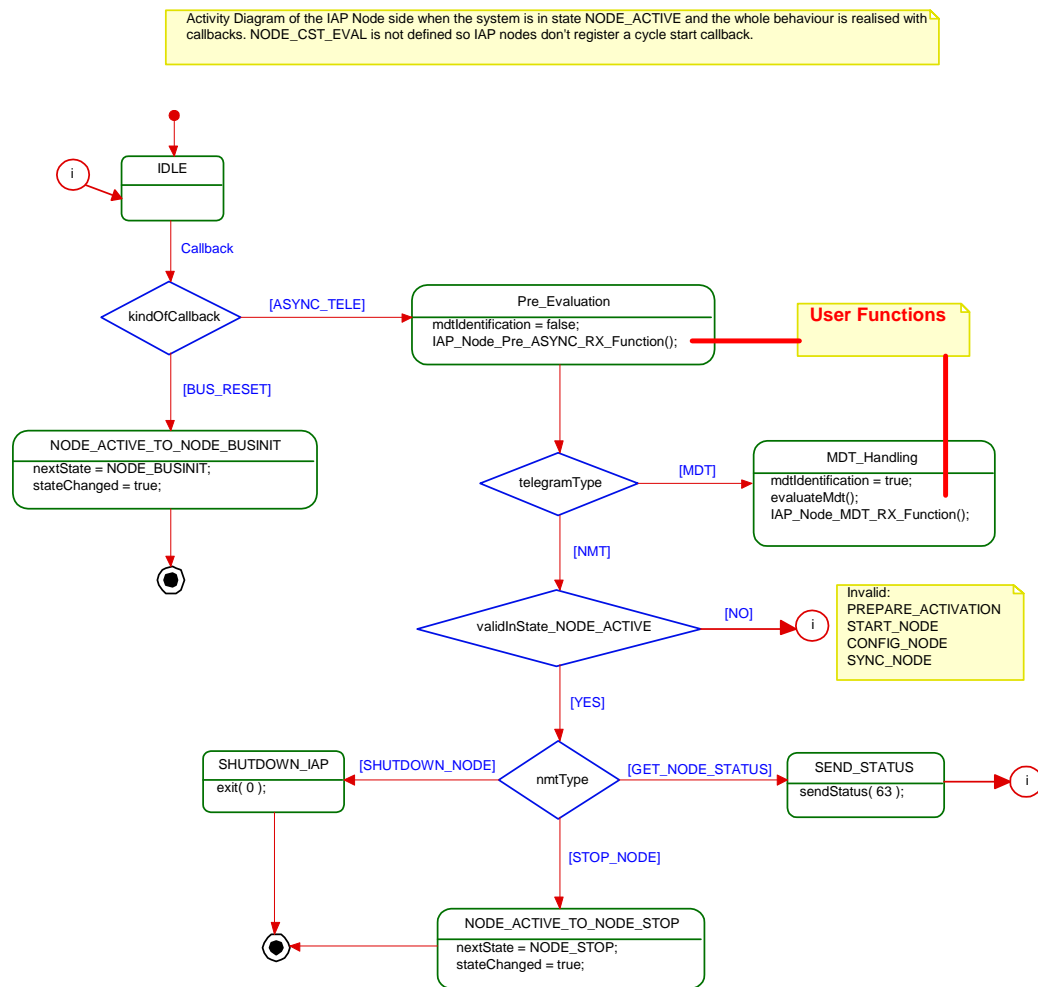 Activity Diagram of the IAP Node side when the system is in state NODE_ACTIVE and the whole behaviour is realised with
callbacks. NODE_CST_EVAL is not defined so IAP nodes don't register a cycle start callback.
IDLE
i
Callback
kindOfCallback
[ASYNC_TELE]
Pre_Evaluation
mdtIdentification = false;
IAP_Node_Pre_ASYNC_RX_Function();
User Functions
[BUS_RESET]
NODE_ACTIVE_TO_NODE_BUSINIT
nextState = NODE_BUSINIT;
stateChanged = true;
telegramType
[MDT]
MDT_Handling
mdtIdentification = true;
evaluateMdt();
IAP_Node_MDT_RX_Function();
[NMT]
validInState_NODE_ACTIVE
[NO]
i
Invalid:
PREPARE_ACTIVATION
START_NODE
CONFIG_NODE
SYNC_NODE
[YES]
SHUTDOWN_IAP
exit( 0 );
[SHUTDOWN_NODE]
nmtType
[GET_NODE_STATUS]
SEND_STATUS
sendStatus( 63 );
i
[STOP_NODE]
NODE_ACTIVE_TO_NODE_STOP
nextState = NODE_STOP;
stateChanged = true;